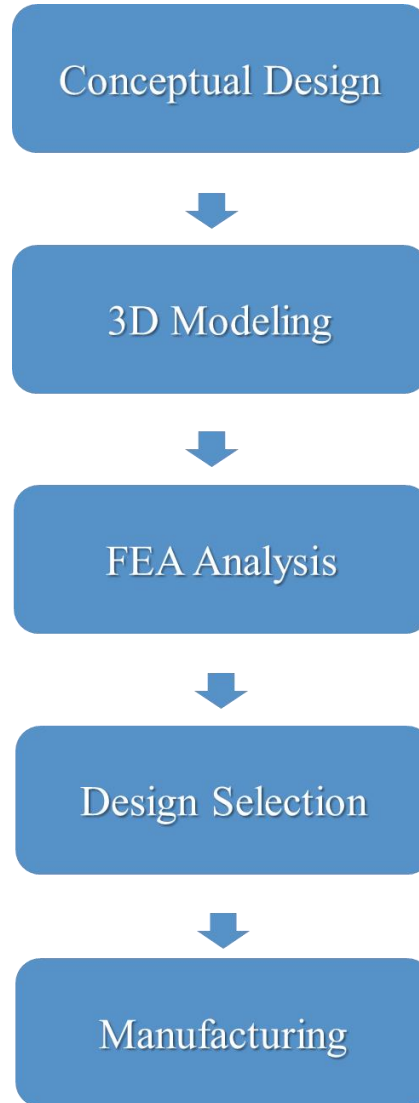 Conceptual Design
3D Modeling
FEA Analysis
Design Selection
Manufacturing